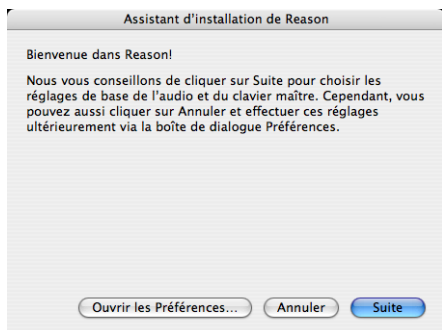 Assistant d'installation de Reason
Bienvenue dans Reason!
Nous vous conseillons de cliquer sur Suite pour choisir les
réglages de base de l'audio et du clavier maître. Cependant, vous
pouvez aussi cliquer sur Annuler et effectuer ces réglages
ultérieurement via la boîte de dialogue Préférences.
Ouvrir les Préférences... Annuler Suite